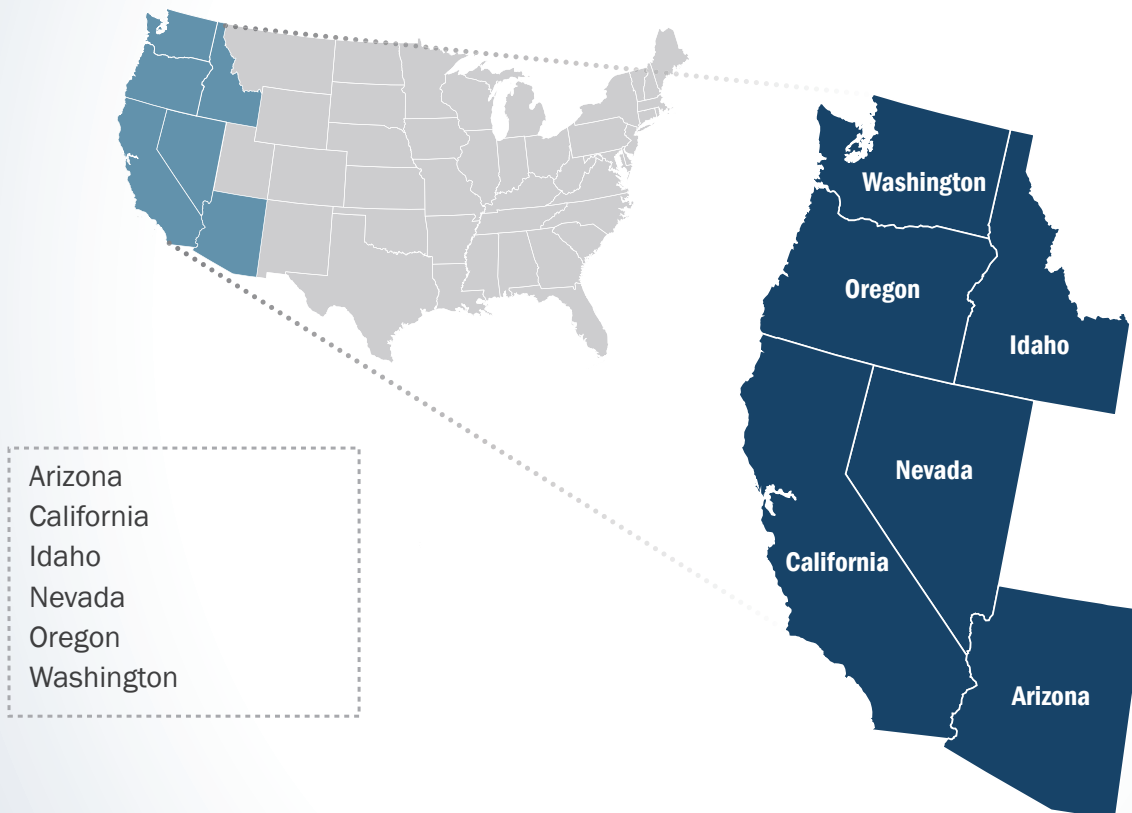 Washington
Oregon
Idaho
Nevada
California
Arizona
Arizona
California
Idaho
Nevada
Oregon
Washington